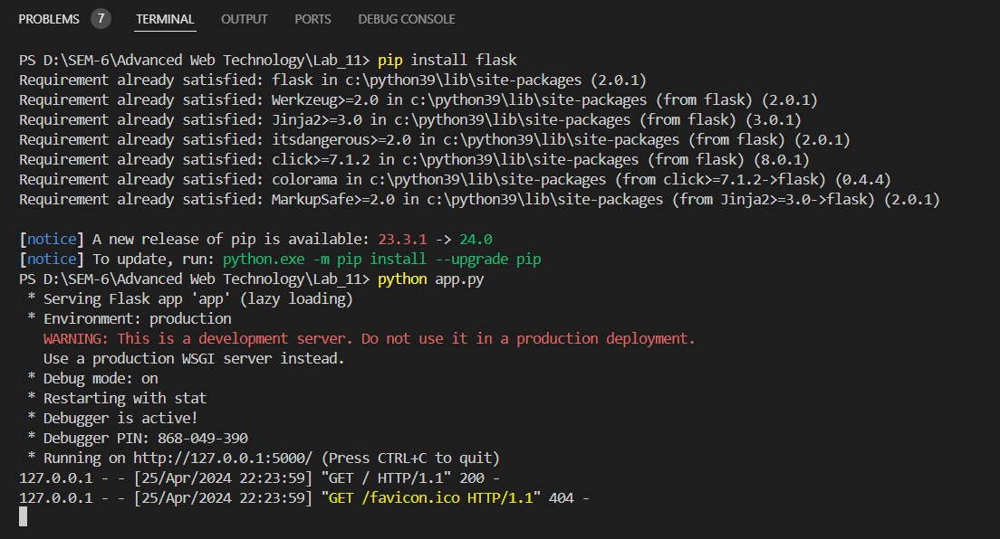 PROBLEMS 7 TERMINAL OUTPUT PORTS DEBUG CONSOLE
PS D:\SEM-6\Advanced Web Technology\Lab_11> pip install flask
Requirement already satisfied: flask in c:\python39\lib\site-packages (2.0.1)
Requirement already satisfied: Werkzeug>=2.0 in c:\python39\lib\site-packages (from flask) (2.0.1)
Requirement already satisfied: Jinja2>=3.0 in c:\python39\lib\site-packages (from flask) (3.0.1)
Requirement already satisfied: itsdangerous>=2.0 in c:\python39\lib\site-packages (from flask) (2.0.1)
Requirement already satisfied: click>=7.1.2 in c:\python39\lib\site-packages (from flask) (8.0.1)
Requirement already satisfied: colorama in c:\python39\lib\site-packages (from click>=7.1.2->flask) (0.4.4)
Requirement already satisfied: MarkupSafe>=2.0 in c:\python39\lib\site-packages (from Jinja2>=3.0->flask) (2.0.1)
[notice] A new release of pip is available: 23.3.1 -> 24.0
[notice] To update, run: python.exe -m pip install --upgrade pip
PS D:\SEM-6\Advanced Web Technology\Lab_11> python app.py
 * Serving Flask app 'app' (lazy loading)
 * Environment: production
   WARNING: This is a development server. Do not use it in a production deployment.
   Use a production WSGI server instead.
 * Debug mode: on
 * Restarting with stat
 * Debugger is active!
 * Debugger PIN: 868-049-390
 * Running on http://127.0.0.1:5000/ (Press CTRL+C to quit)
127.0.0.1 - - [25/Apr/2024 22:23:59] "GET / HTTP/1.1" 200 -
127.0.0.1 - - [25/Apr/2024 22:23:59] "GET /favicon.ico HTTP/1.1" 404 -